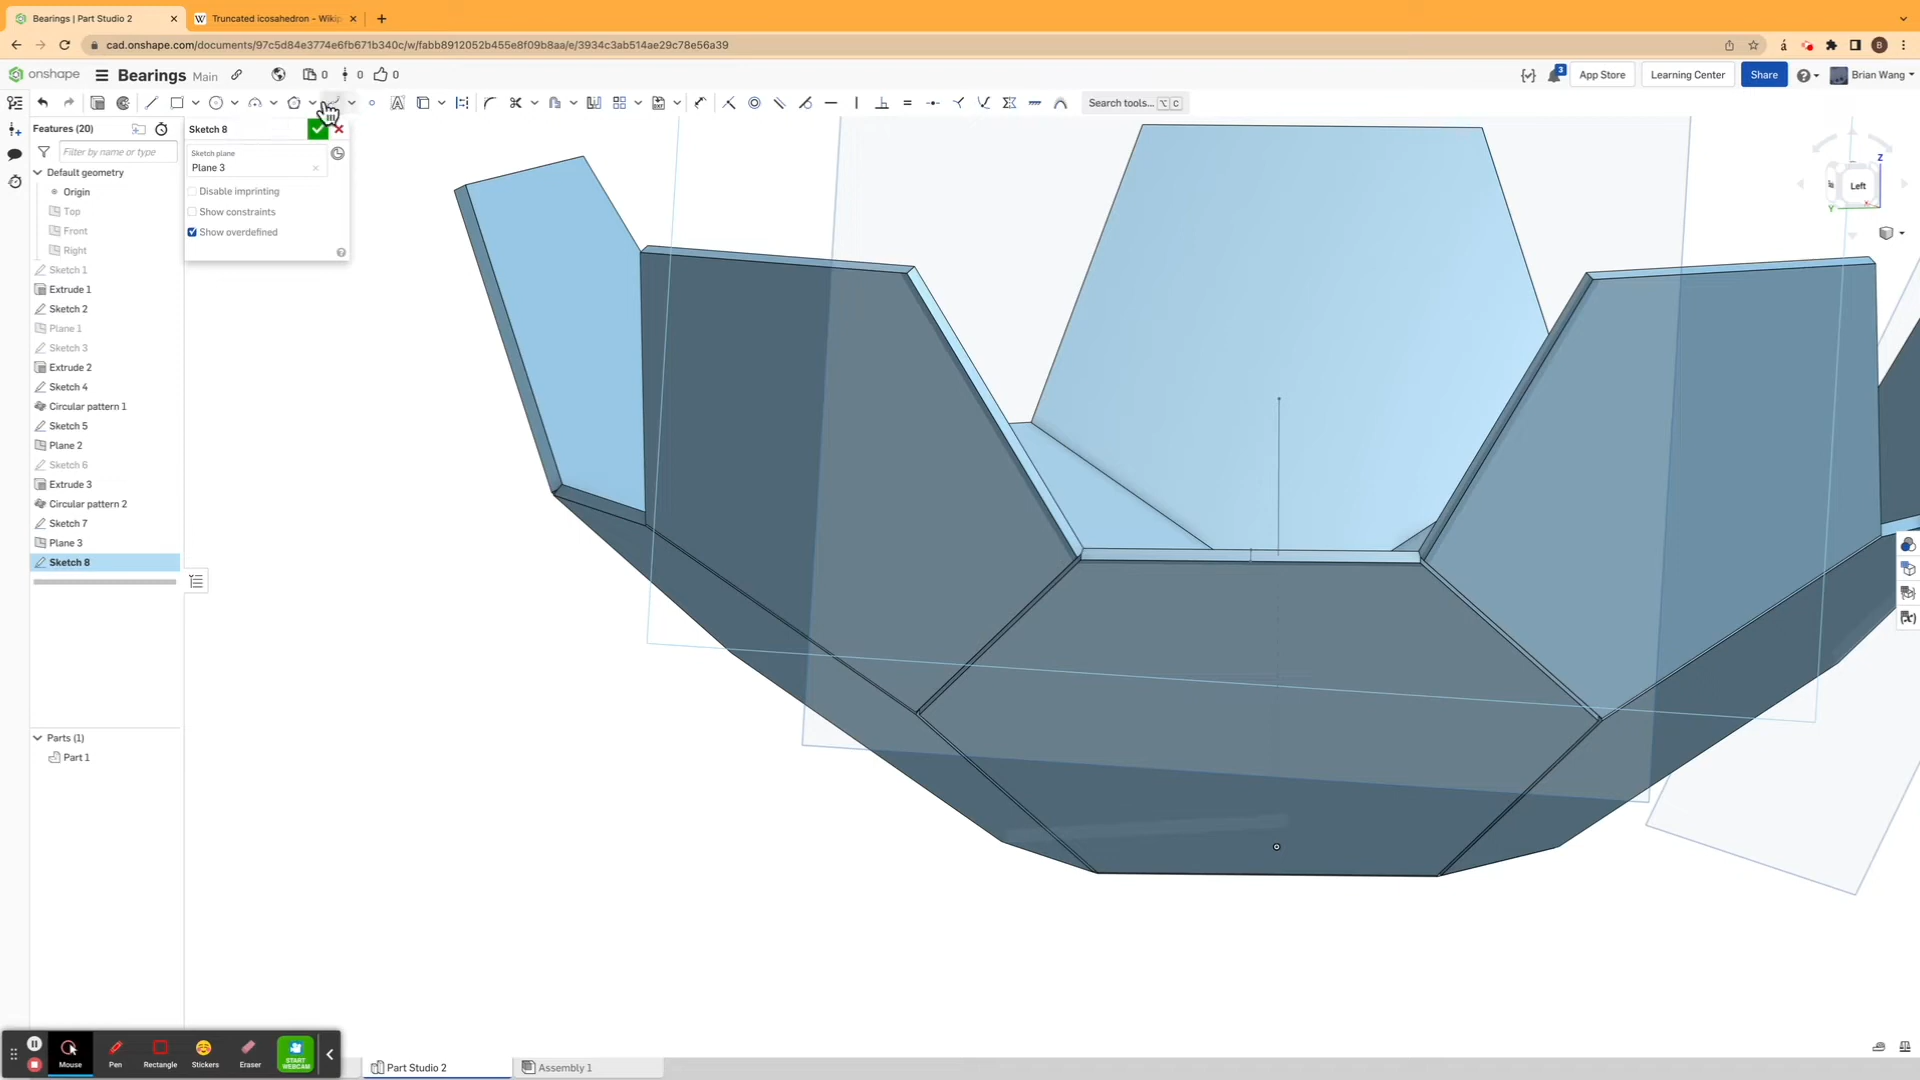 Bearings | Part Studio 2
W Truncated icosahedron - Wikip
cad.onshape.com/documents/97c5d84e3774e6fb671b340c/w/fabb8912052b455e8f09b8aa/e/3934c3ab514ae29c78e56a39
onshape
Bearings Main
0 0 0
3
App Store
Learning Center
Share
Brian Wang
Search tools... ⌥ C
Features (20)
Filter by name or type
Default geometry
Origin
Top
Front
Right
Sketch 1
Extrude 1
Sketch 2
Plane 1
Sketch 3
Extrude 2
Sketch 4
Circular pattern 1
Sketch 5
Plane 2
Sketch 6
Extrude 3
Circular pattern 2
Sketch 7
Plane 3
Sketch 8
Parts (1)
Part 1
Sketch 8
Sketch plane
Plane 3
Disable imprinting
Show constraints
Show overdefined
Z
Left
Y
Mouse
Pen
Rectangle
Stickers
Eraser
START WEBCAM
Part Studio 2
Assembly 1